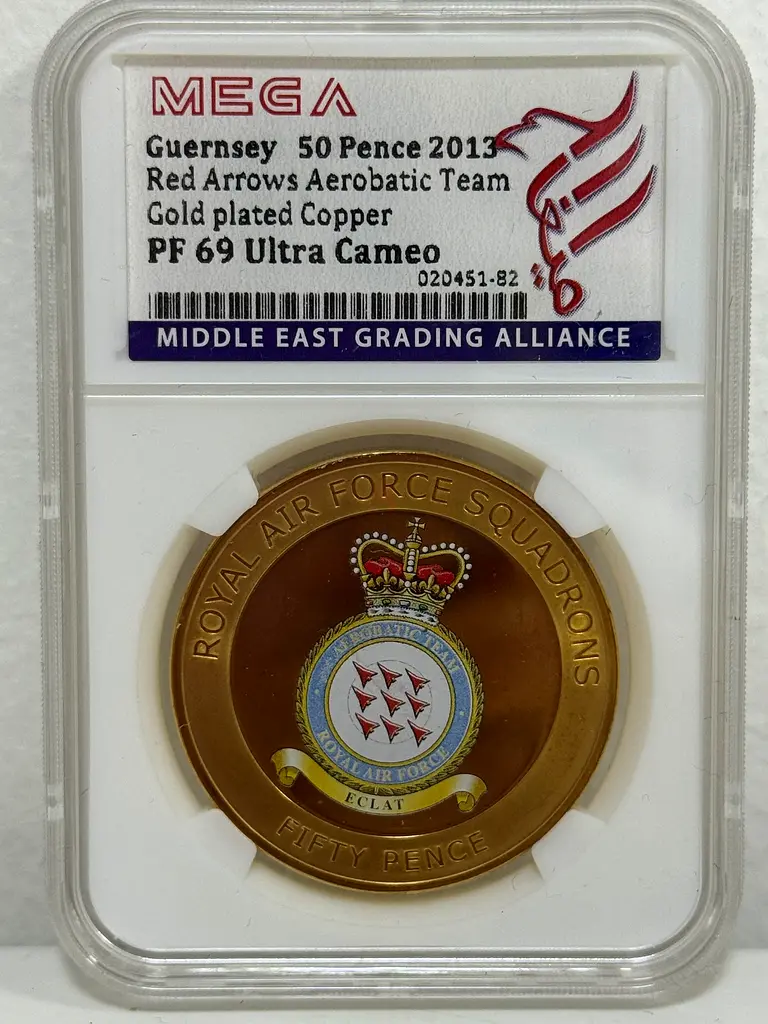 MEGA
Guernsey 50 Pence 2013
Red Arrows Aerobatic Team
Gold plated Copper
PF 69 Ultra Cameo
020451-82
MIDDLE EAST GRADING ALLIANCE
ROYAL AIR FORCE SQUADRONS
AEROBATIC TEAM
ROYAL AIR FORCE
ECLAT
FIFTY PENCE